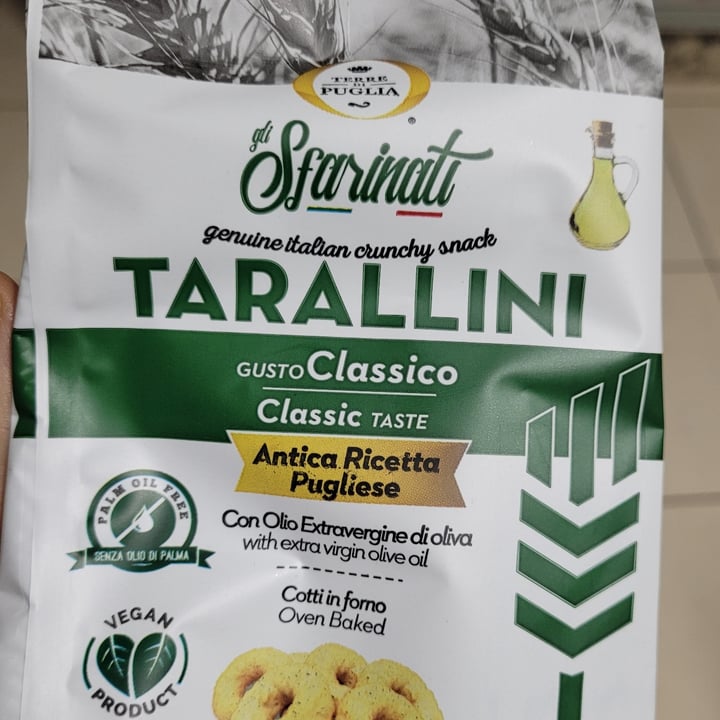 TERRE
DI
PUGLIA
®
gli
Sfarinati
genuine italian crunchy snack
TARALLINI
GUSTO Classico
Classic TASTE
Antica Ricetta
Pugliese
PALM OIL FREE
SENZA OLIO DI PALMA
Con Olio Extravergine di oliva
with extra virgin olive oil
Cotti in forno
Oven Baked
VEGAN
PRODUCT